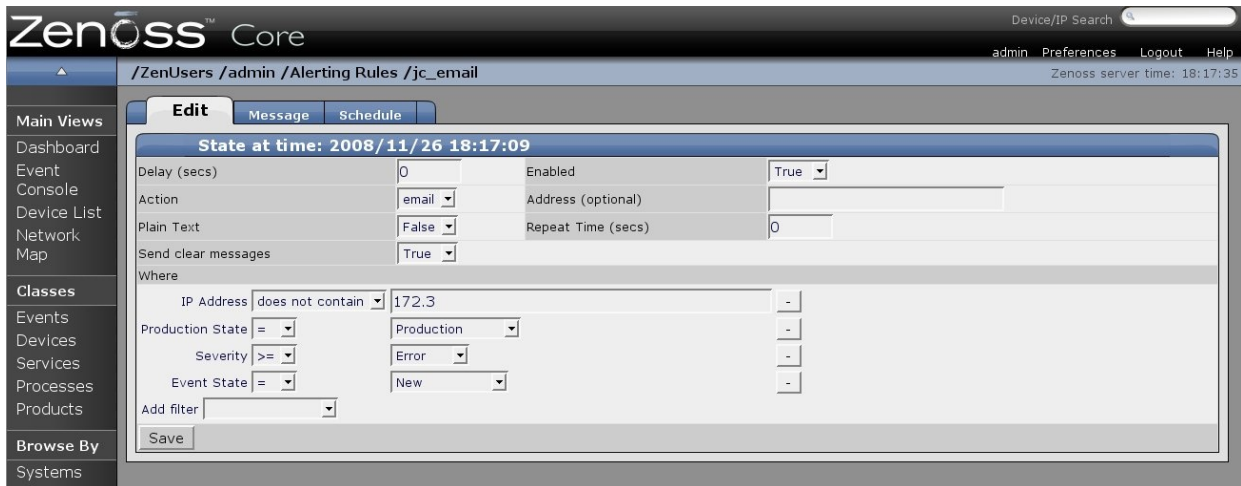 Zenoss™ Core
Device/IP Search
admin Preferences Logout Help
/ZenUsers /admin /Alerting Rules /jc_email
Zenoss server time: 18:17:35
Main Views
Dashboard
Event
Console
Device List
Network
Map
Classes
Events
Devices
Services
Processes
Products
Browse By
Systems
Edit Message Schedule
State at time: 2008/11/26 18:17:09
Delay (secs) 0 Enabled True
Action email Address (optional)
Plain Text False Repeat Time (secs) 0
Send clear messages True
Where
IP Address does not contain 172.3 -
Production State = Production -
Severity >= Error -
Event State = New -
Add filter
Save